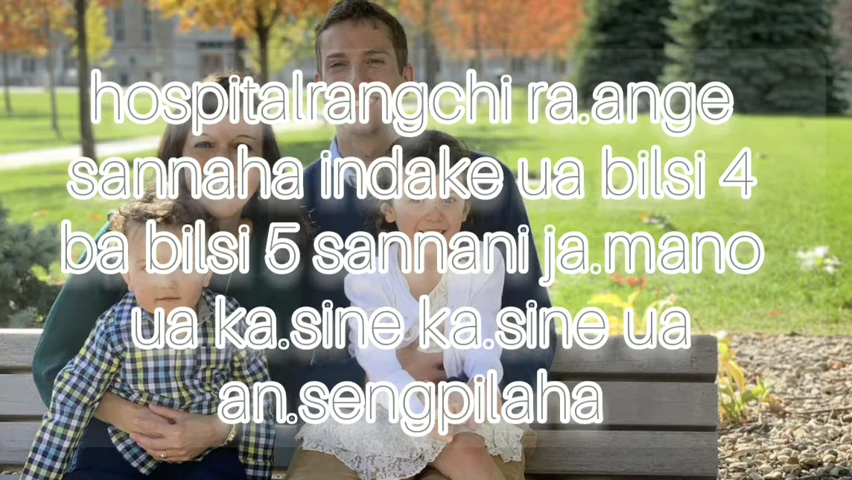 hospitalrangchi ra.ange
sannaha indake ua bilsi 4
ba bilsi 5 sannani ja.mano
ua ka.sine ka.sine ua
an.sengpilaha